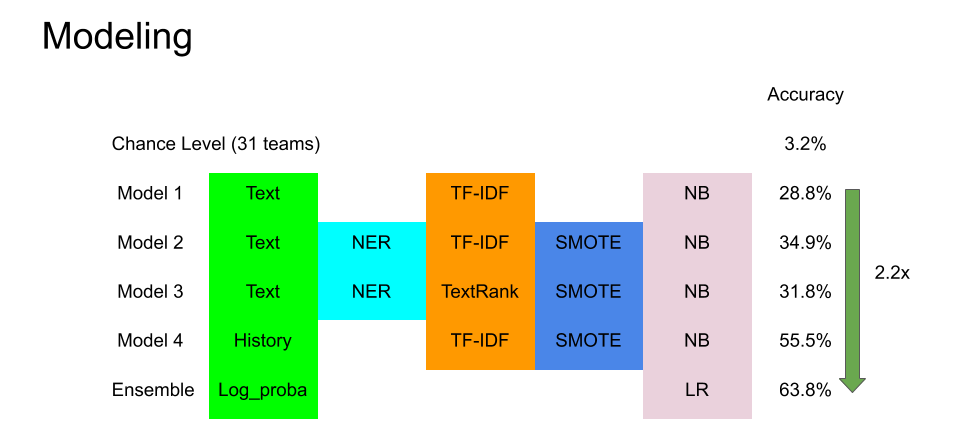 Modeling
Accuracy
Chance Level (31 teams) 3.2%
Model 1 Text TF-IDF NB 28.8%
Model 2 Text NER TF-IDF SMOTE NB 34.9%
2.2x
Model 3 Text NER TextRank SMOTE NB 31.8%
Model 4 History TF-IDF SMOTE NB 55.5%
Ensemble Log_proba LR 63.8%